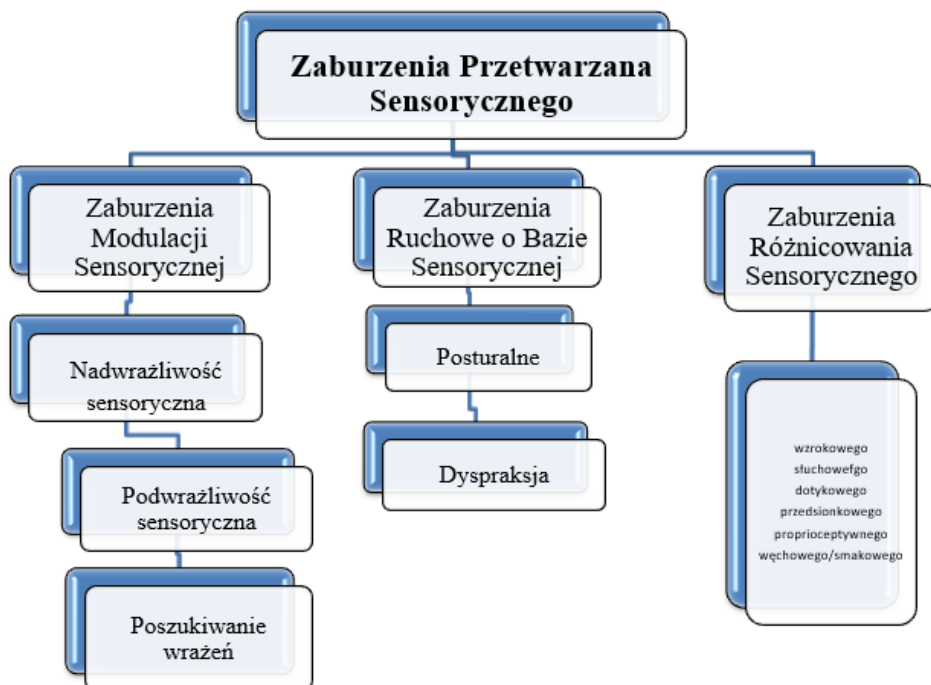 Zaburzenia Przetwarzana
Sensorycznego
Zaburzenia
Modulacji
Sensorycznej
Nadwrażliwość
sensoryczna
Podwrażliwość
sensoryczna
Poszukiwanie
wrażeń
Zaburzenia
Ruchowe o Bazie
Sensorycznej
Posturalne
Dyspraksja
Zaburzenia
Różnicowania
Sensorycznego
wzrokowego
słuchowefgo
dotykowego
przedsionkowego
proprioceptywnego
węchowego/smakowego